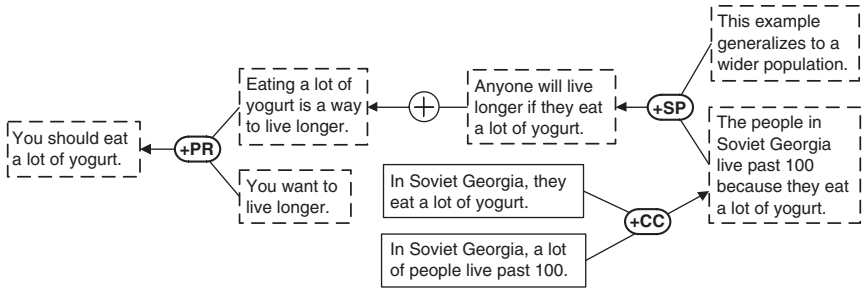 You should eat
a lot of yogurt.
+PR
Eating a lot of
yogurt is a way
to live longer.
You want to
live longer.
+
Anyone will live
longer if they eat
a lot of yogurt.
+SP
This example
generalizes to a
wider population.
The people in
Soviet Georgia
live past 100
because they eat
a lot of yogurt.
In Soviet Georgia, they
eat a lot of yogurt.
+CC
In Soviet Georgia, a lot
of people live past 100.